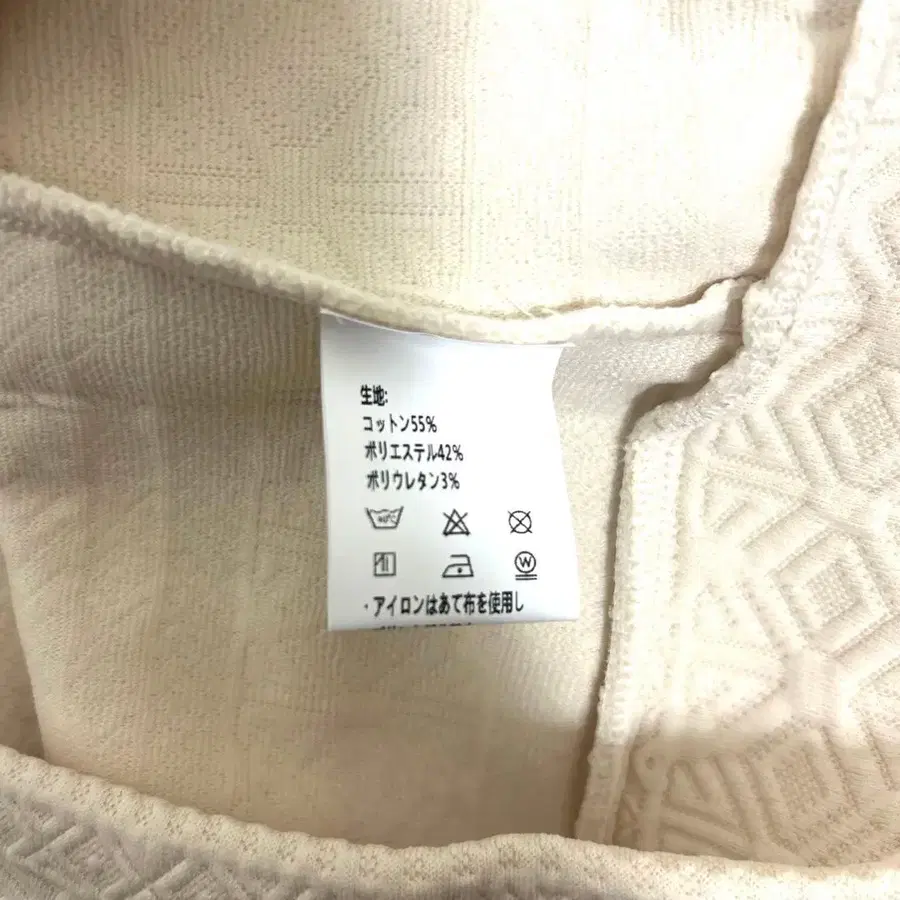 生地:
コットン55%
ポリエステル42%
ポリウレタン3%
W
・アイロンはあて布を使用し